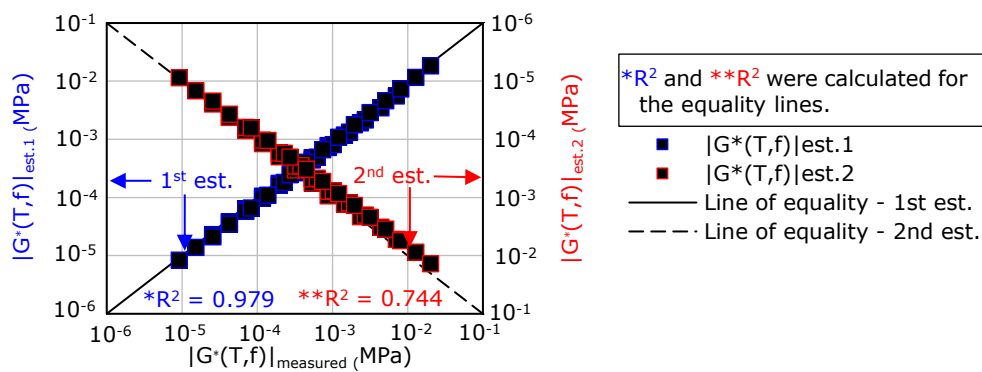 10⁻¹
10⁻²
10⁻³
10⁻⁴
10⁻⁵
10⁻⁶
|G*(T,f)|est.1 (MPa)
10⁻⁶
10⁻⁵
10⁻⁴
10⁻³
10⁻²
10⁻¹
|G*(T,f)|est.2 (MPa)
1st est.
2nd est.
*R² = 0.979
**R² = 0.744
10⁻⁶ 10⁻⁵ 10⁻⁴ 10⁻³ 10⁻² 10⁻¹
|G*(T,f)|measured (MPa)
*R² and **R² were calculated for
the equality lines.
|G*(T,f)|est.1
|G*(T,f)|est.2
Line of equality - 1st est.
Line of equality - 2nd est.